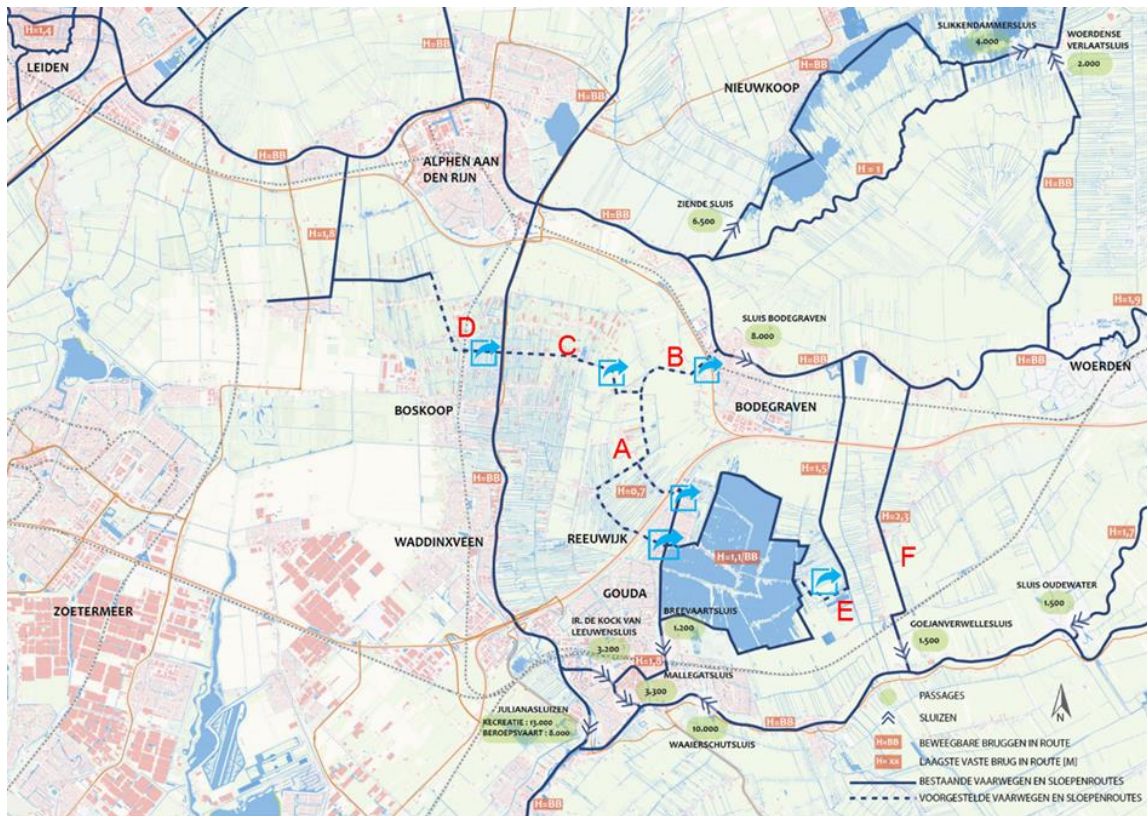 H=1,4
LEIDEN
H=BB
H=BB
H=BB
ALPHEN AAN
DEN RIJN
H=BB
H=1,8
NIEUWKOOP
H=BB
SLIKKENDAMMERSLUIS
4.000
WOERDENSE
VERLAATSLUIS
2.000
H = 1
ZIENDE SLUIS
6.500
H=BB
H=BB
H=1,9
SLUIS BODEGRAVEN
8.000
H=BB
H=BB
WOERDEN
D
C
B
BOSKOOP
BODEGRAVEN
A
H=BB
H=0,7
H=1,5
H=2,3
H=1,7
WADDINXVEEN
REEUWIJK
H=1,1/BB
F
E
ZOETERMEER
GOUDA
SLUIS OUDEWATER
1.500
BREEVAARTSLUIS
1.200
IR. DE KOCK VAN
LEEUWENSLUIS
3.200
GOEJANVERWELLESLUIS
1.500
MALLEGATSLUIS
3.300
JULIANASLUIZEN
RECREATIE : 13.000
BEROEPSVAART : 8.000
10.000
WAAIERSCHUTSLUIS
H=BB
H=BB
PASSAGES
SLUIZEN
N
H=BB BEWEEGBARE BRUGGEN IN ROUTE
H= xx LAAGSTE VASTE BRUG IN ROUTE [M]
BESTAANDE VAARWEGEN EN SLOEPENROUTES
VOORGESTELDE VAARWEGEN EN SLOEPENROUTES